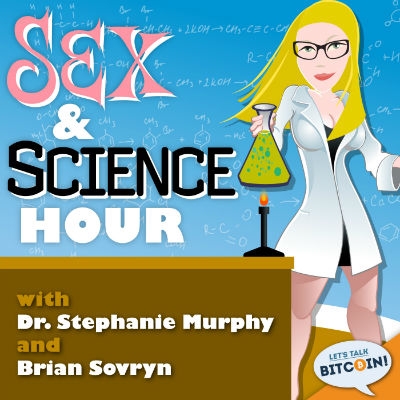 SEX
&
SCIENCE
HOUR
with
Dr. Stephanie Murphy
and
Brian Sovryn
LET'S TALK
BITCOIN!